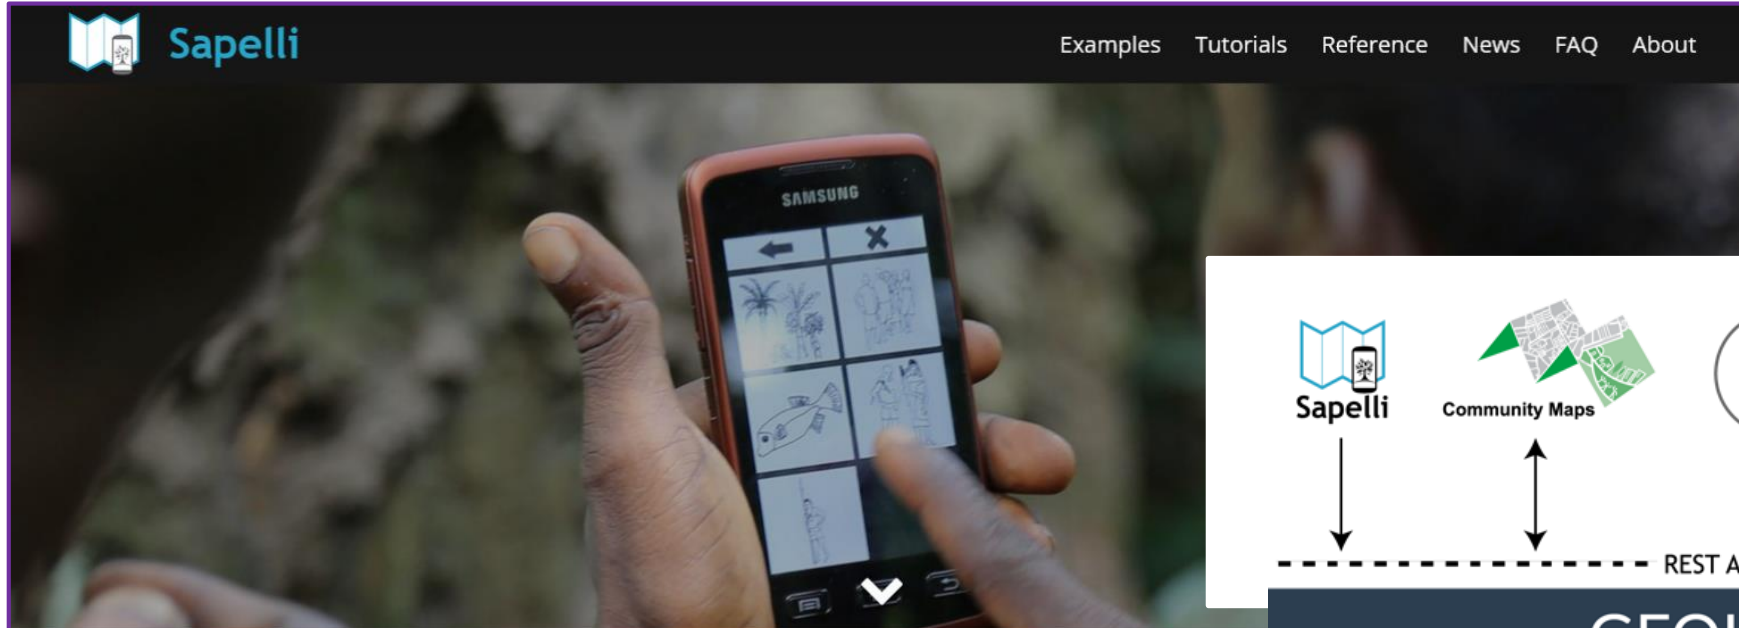 Sapelli
Examples Tutorials Reference News FAQ About
SAMSUNG
Sapelli
Community Maps
REST A